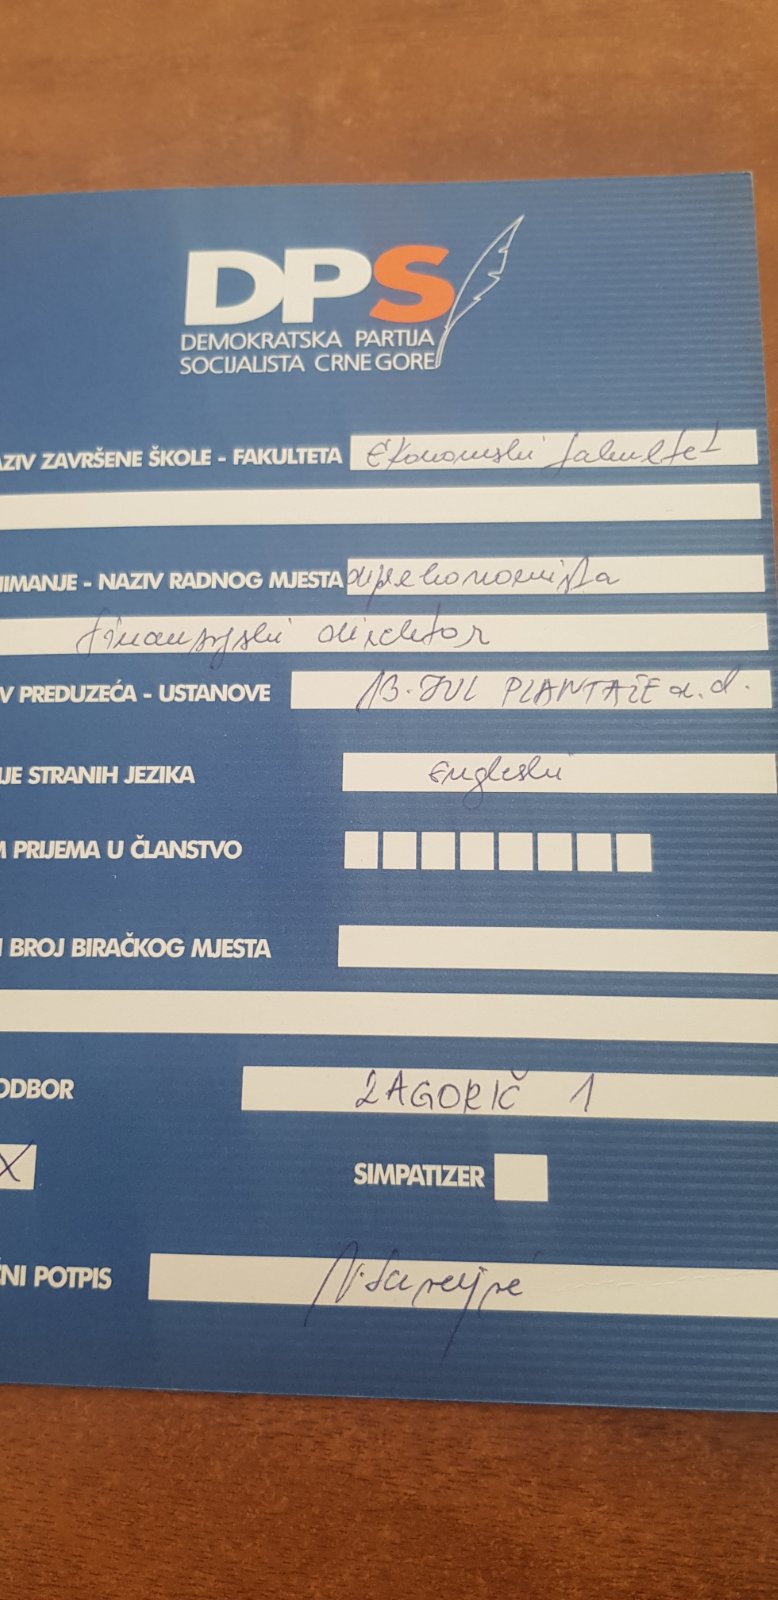 DPS
DEMOKRATSKA PARTIJA
SOCIJALISTA CRNE GORE
AZIV ZAVRŠENE ŠKOLE - FAKULTETA Ekonomski fakultet
NIMANJE - NAZIV RADNOG MJESTA dipl ekonomista
finansijski direktor
V PREDUZEĆA - USTANOVE 13. JUL PLANTAŽE a.d.
JE STRANIH JEZIKA Engleski
PRIJEMA U ČLANSTVO
BROJ BIRAČKOG MJESTA
ODBOR ZAGORIČ 1
X SIMPATIZER
ČNI POTPIS